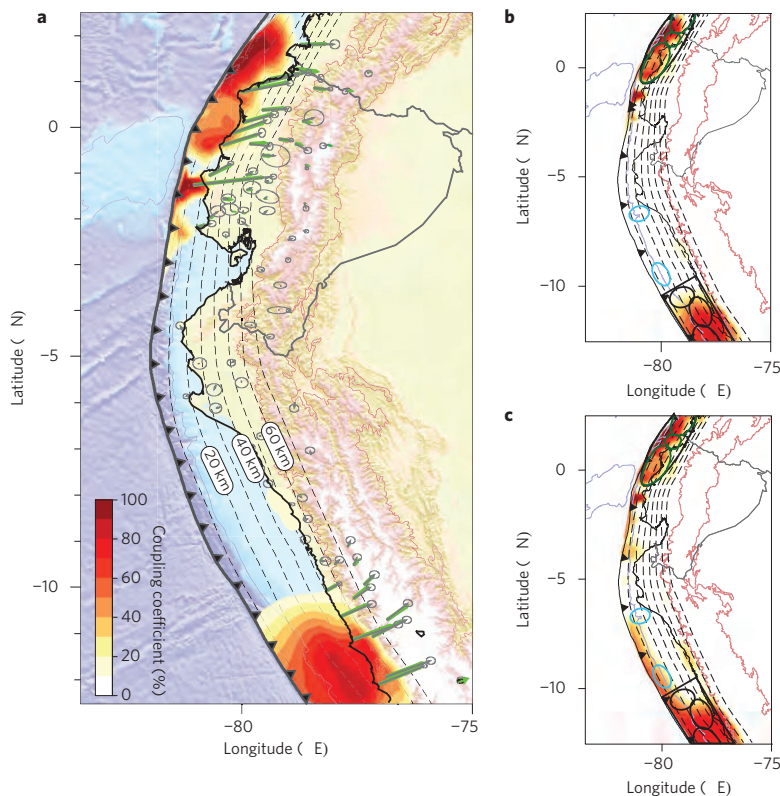 a
0
−5
−10
Latitude ( N)
20 km
40 km
60 km
100
80
60
40
20
0
Coupling coefficient (%)
−80
−75
Longitude ( E)
b
0
−5
−10
Latitude ( N)
−80
−75
Longitude ( E)
c
0
−5
−10
Latitude ( N)
−80
−75
Longitude ( E)